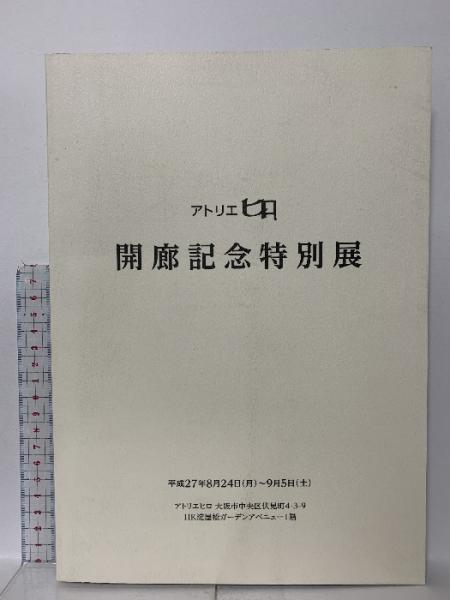 アトリエヒロ
開廊記念特別展
平成27年8月24日(月)～9月5日(土)
アトリエヒロ 大阪市中央区伏見町4-3-9
HK淀屋橋ガーデンアベニュー1階